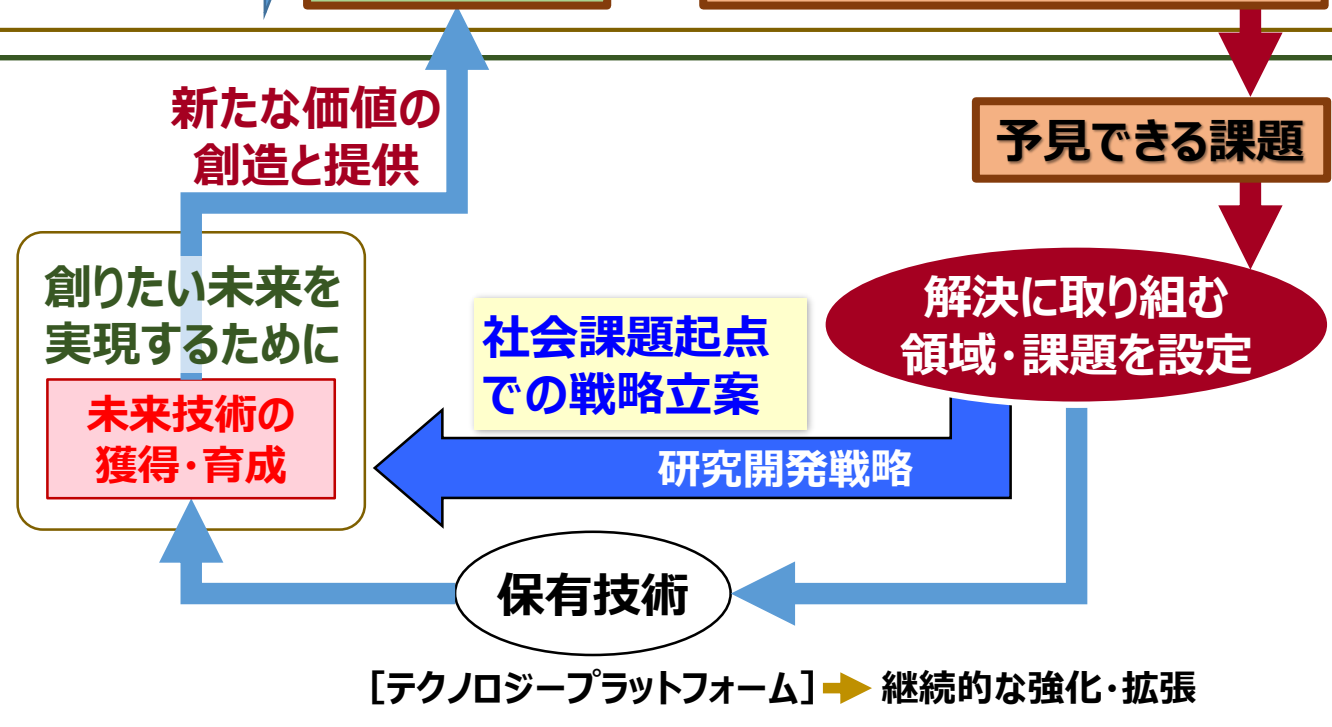 新たな価値の
創造と提供
予見できる課題
創りたい未来を
実現するために
未来技術の
獲得･育成
社会課題起点
での戦略立案
解決に取り組む
領域･課題を設定
研究開発戦略
保有技術
[テクノロジープラットフォーム] 継続的な強化･拡張